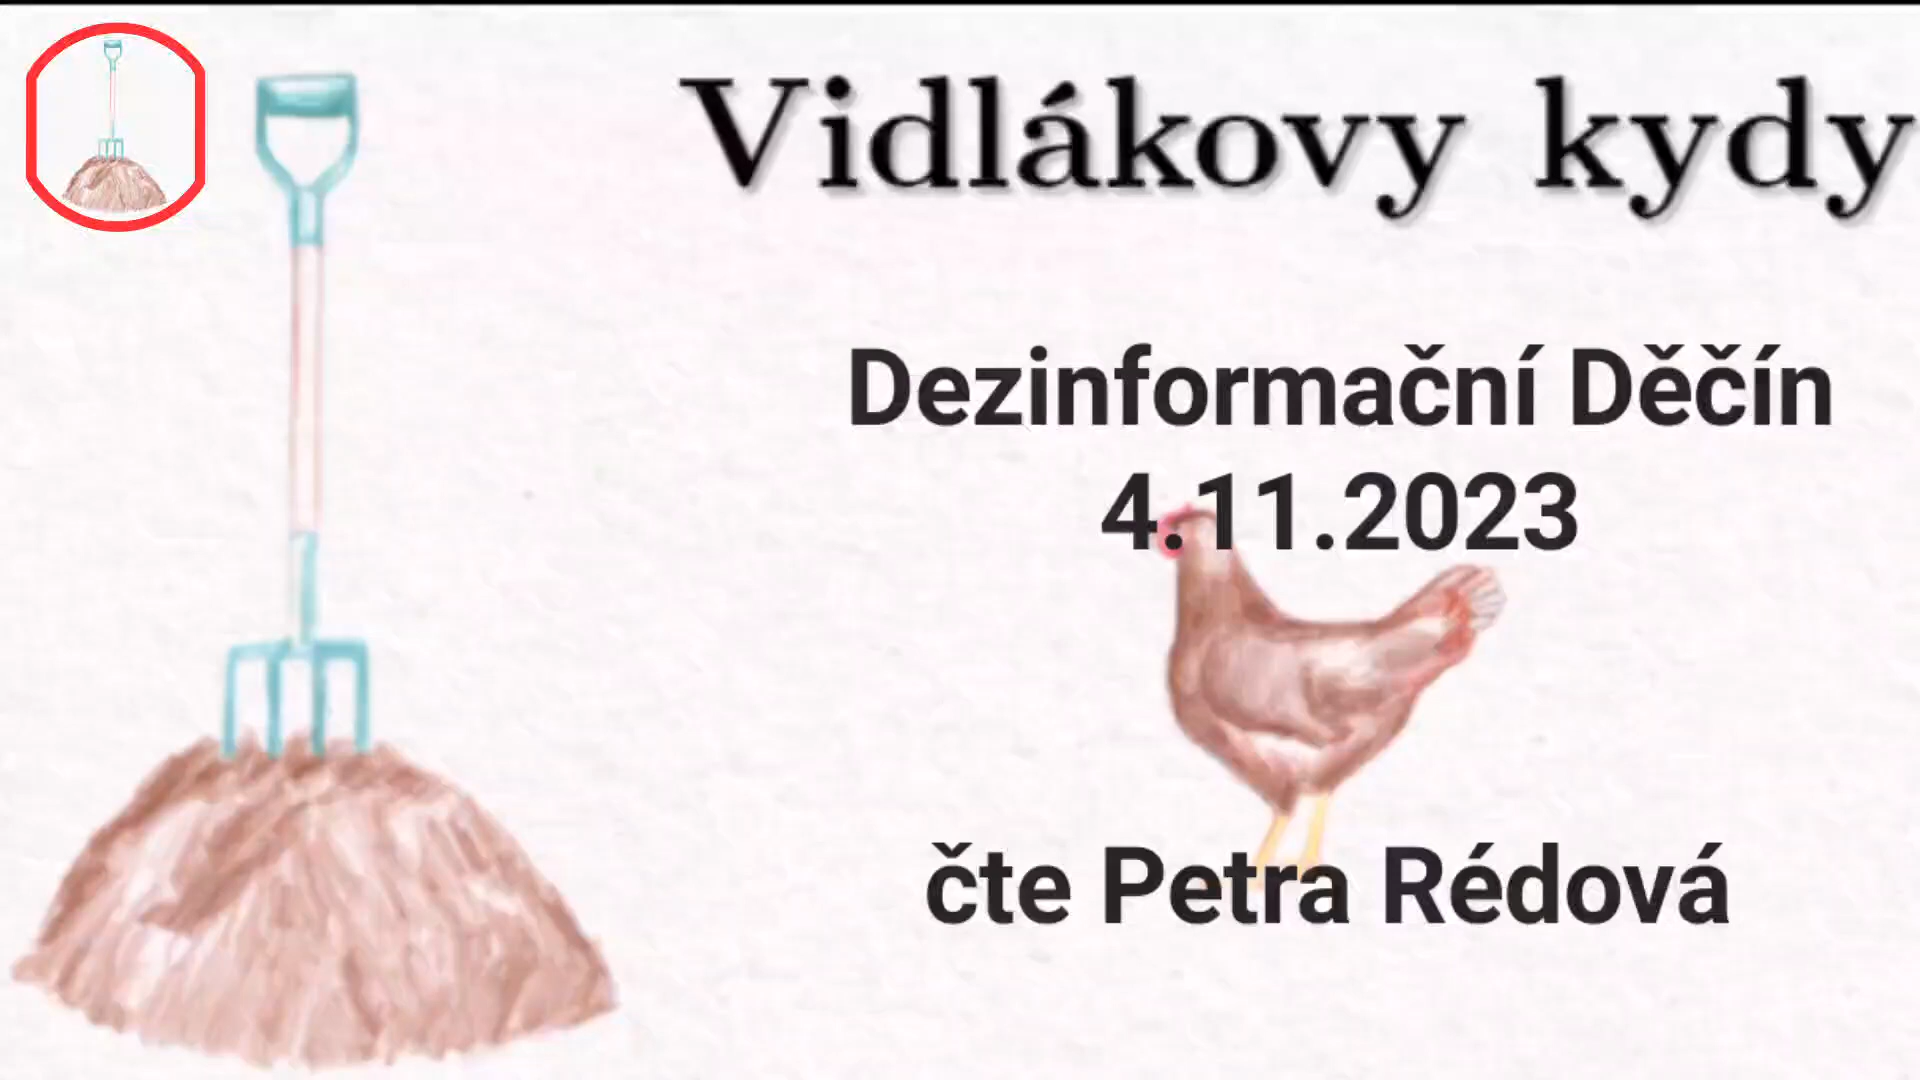 Vidlákovy kydy
Dezinformační Děčín
4.11.2023
čte Petra Rédová